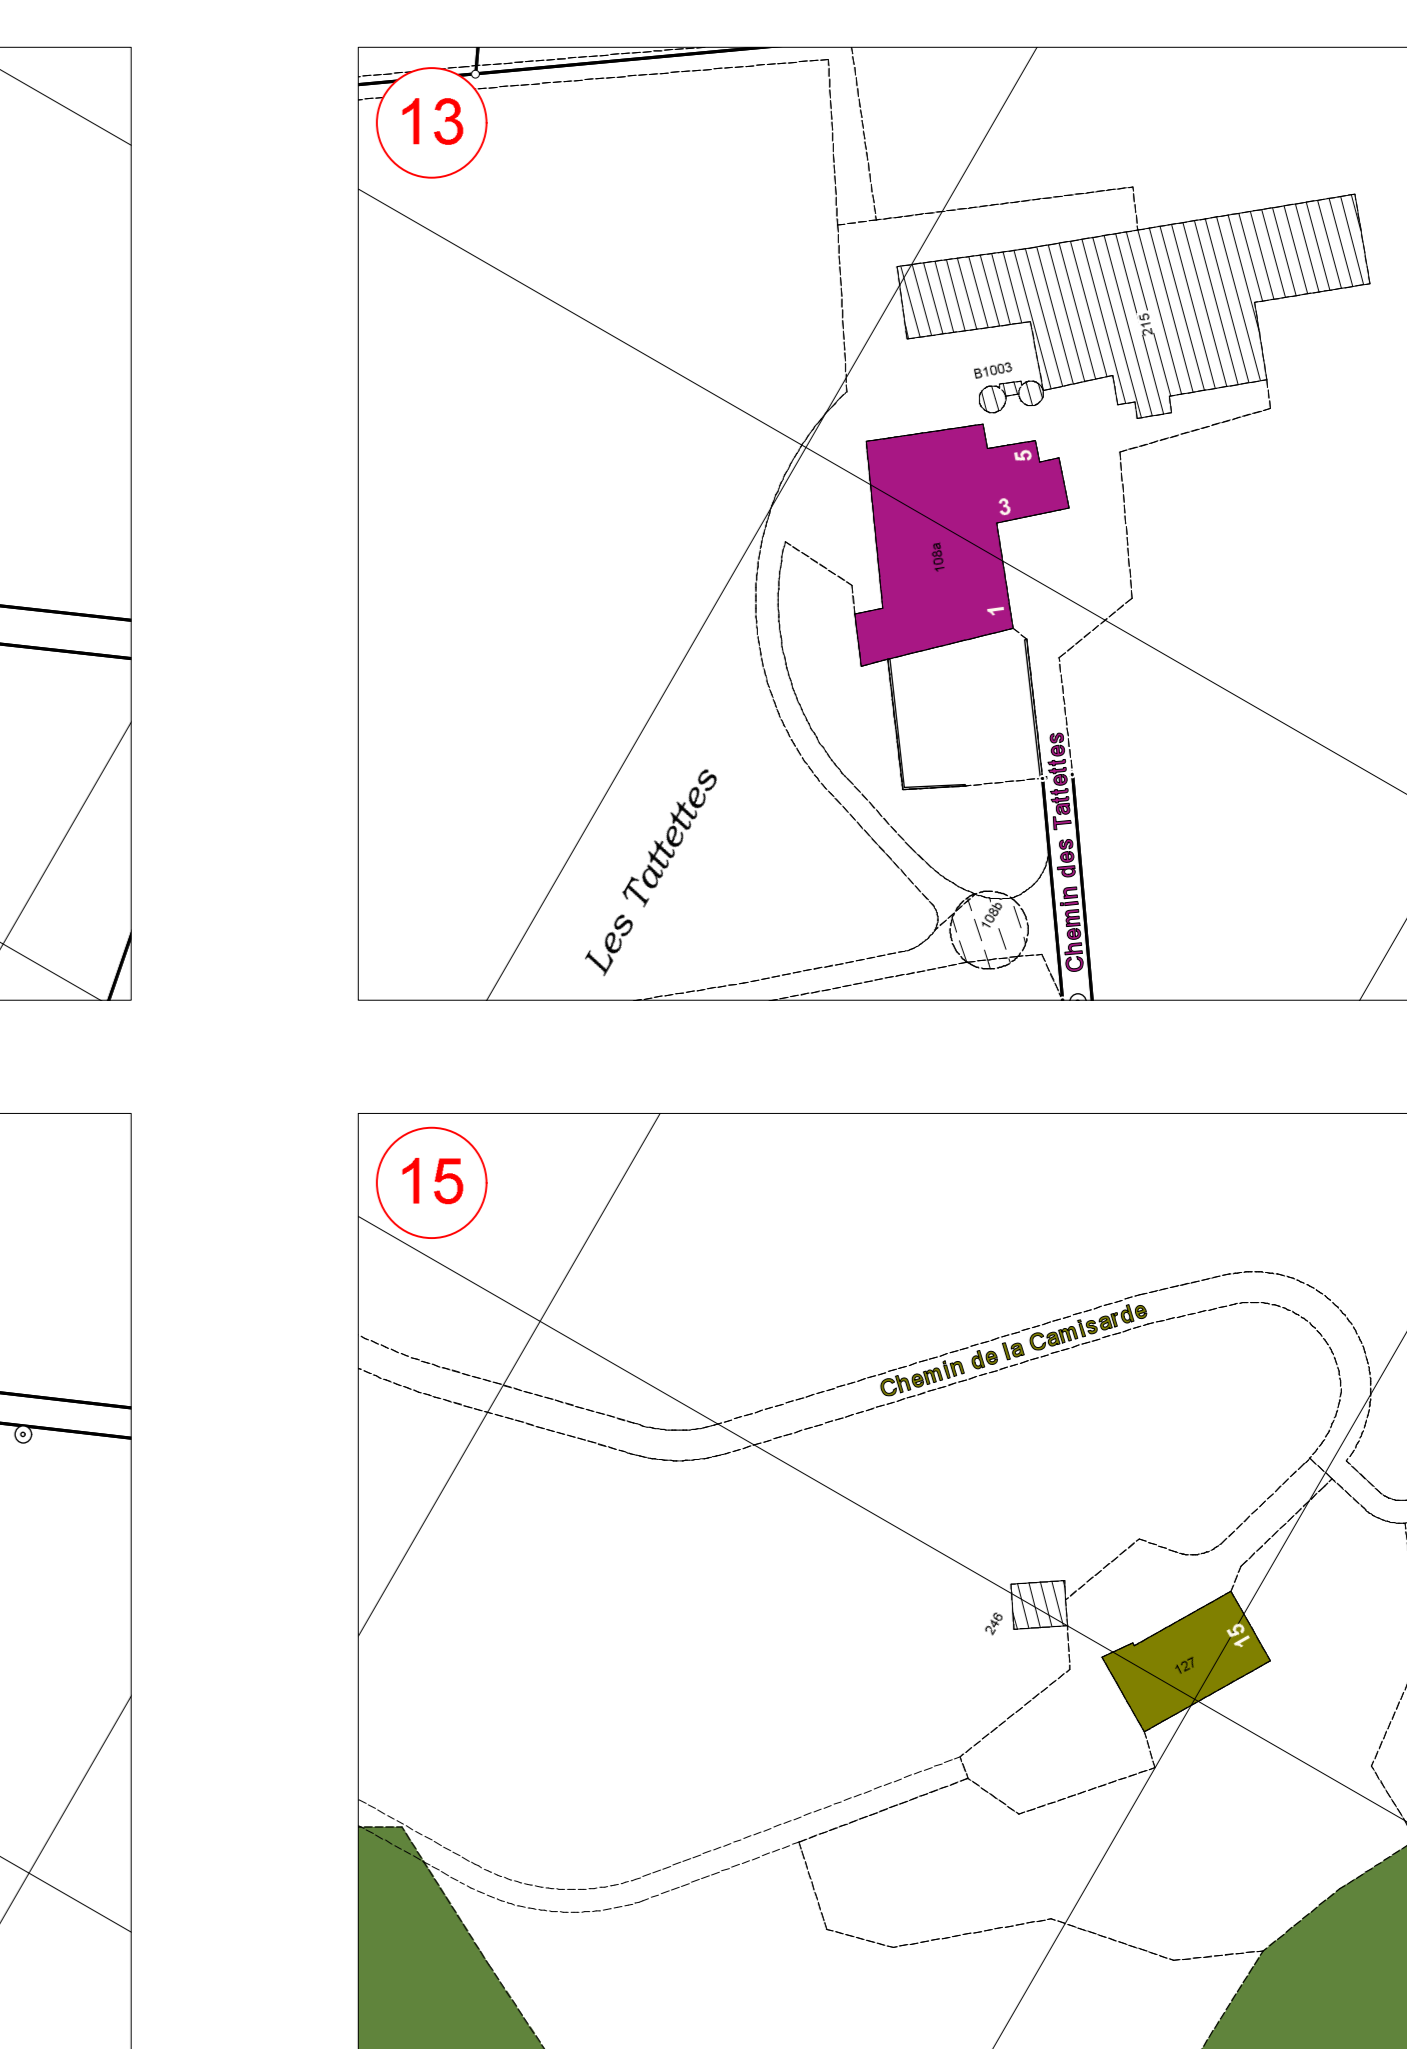 13
215
B1003
5
3
108a
1
Chemin des Tattettes
Les Tattettes
108b
15
Chemin de la Camisarde
246
15
127